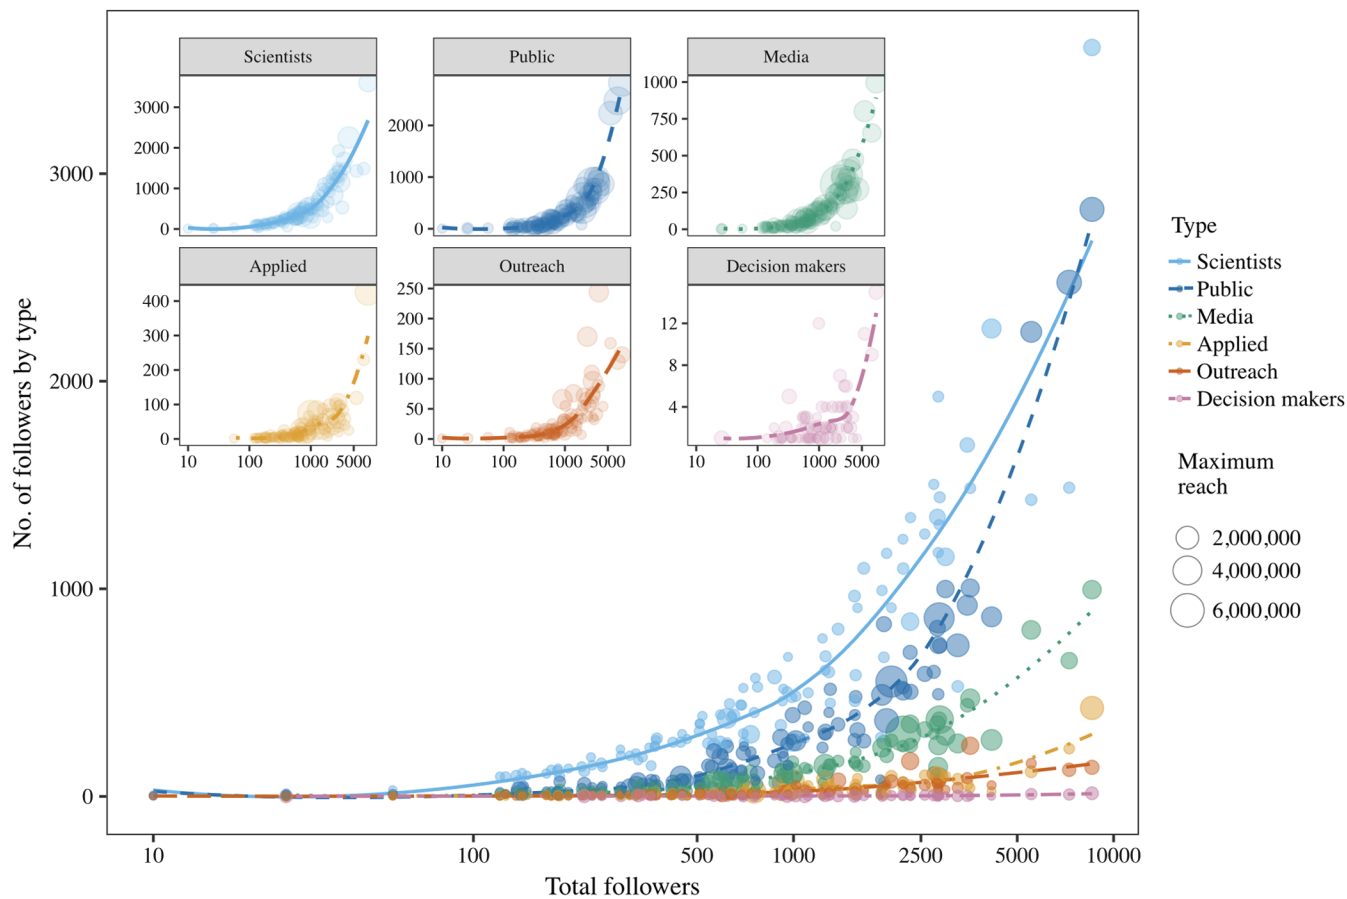 Scientists
Public
Media
3000
2000
1000
0
2000
1000
0
1000
750
500
250
0
Applied
Outreach
Decision makers
400
300
200
100
0
250
200
150
100
50
0
12
8
4
10 100 1000 5000
10 100 1000 5000
10 100 1000 5000
No. of followers by type
3000
2000
1000
0
10 100 500 1000 2500 5000 10000
Total followers
Type
Scientists
Public
Media
Applied
Outreach
Decision makers
Maximum
reach
2,000,000
4,000,000
6,000,000